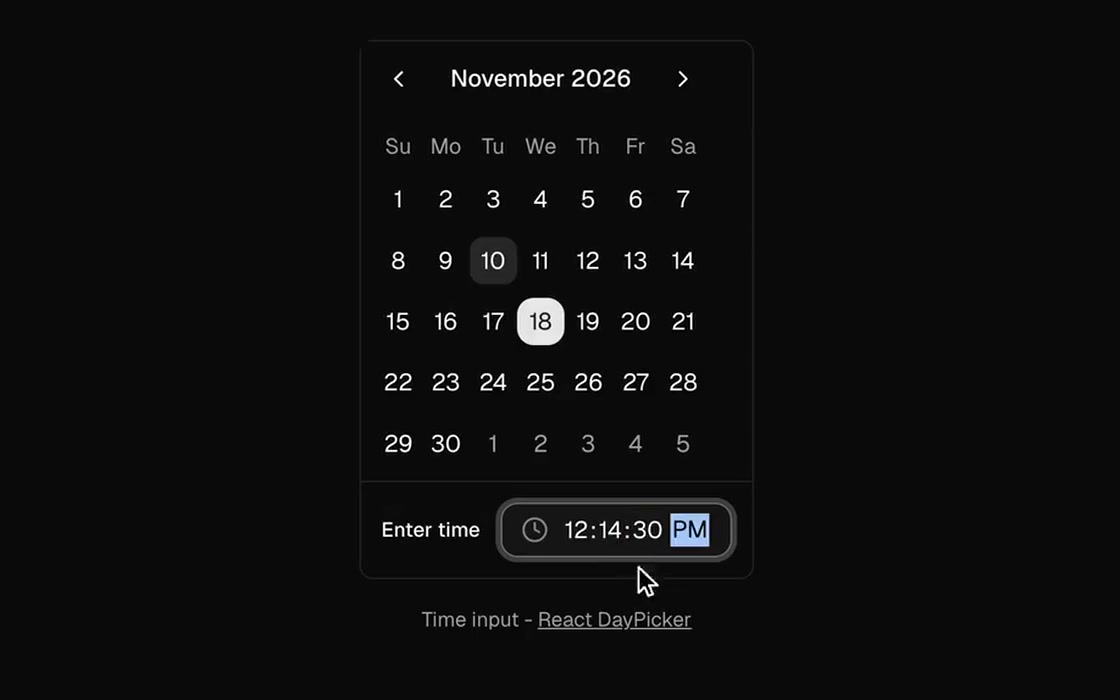 November 2026
Su Mo Tu We Th Fr Sa
1 2 3 4 5 6 7
8 9 10 11 12 13 14
15 16 17 18 19 20 21
22 23 24 25 26 27 28
29 30 1 2 3 4 5
Enter time 12:14:30 PM
Time input - React DayPicker